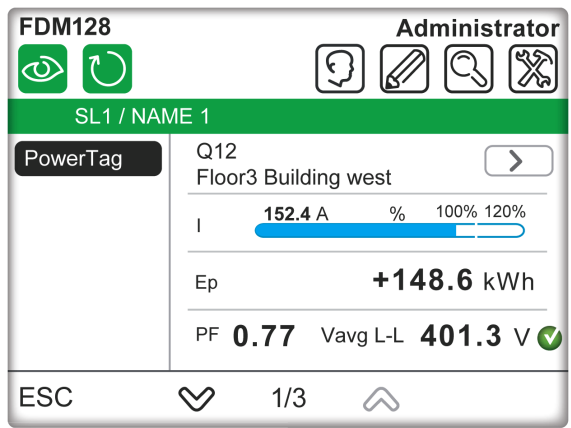 FDM128 Administrator
SL1 / NAME 1
PowerTag
Q12
Floor3 Building west
I 152.4 A % 100% 120%
Ep +148.6 kWh
PF 0.77 Vavg L-L 401.3 V
ESC 1/3